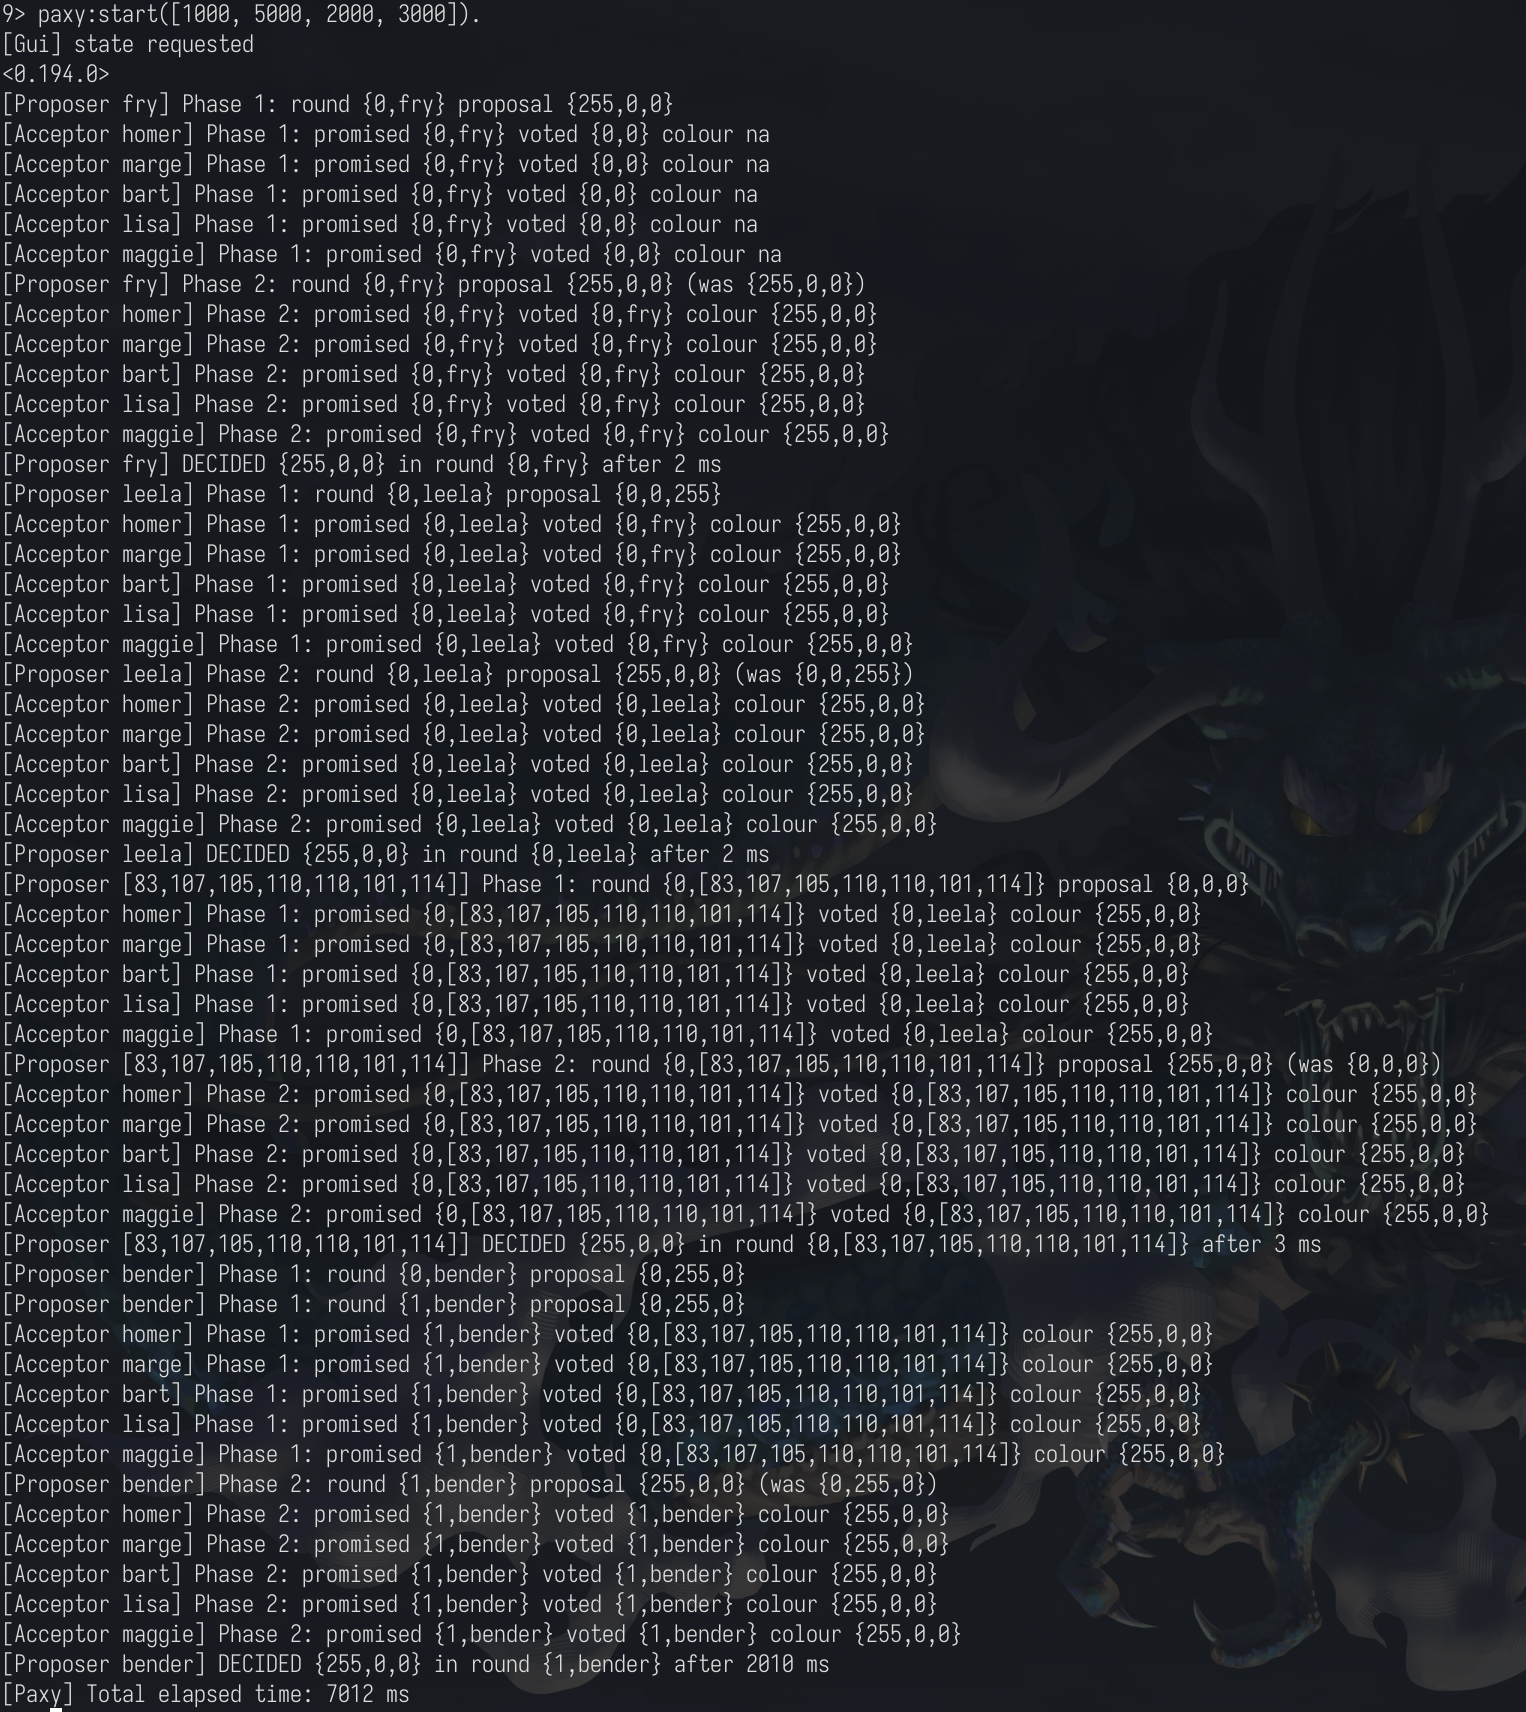 9> paxy:start([1000, 5000, 2000, 3000]).
[Gui] state requested
<0.194.0>
[Proposer fry] Phase 1: round {0,fry} proposal {255,0,0}
[Acceptor homer] Phase 1: promised {0,fry} voted {0,0} colour na
[Acceptor marge] Phase 1: promised {0,fry} voted {0,0} colour na
[Acceptor bart] Phase 1: promised {0,fry} voted {0,0} colour na
[Acceptor lisa] Phase 1: promised {0,fry} voted {0,0} colour na
[Acceptor maggie] Phase 1: promised {0,fry} voted {0,0} colour na
[Proposer fry] Phase 2: round {0,fry} proposal {255,0,0} (was {255,0,0})
[Acceptor homer] Phase 2: promised {0,fry} voted {0,fry} colour {255,0,0}
[Acceptor marge] Phase 2: promised {0,fry} voted {0,fry} colour {255,0,0}
[Acceptor bart] Phase 2: promised {0,fry} voted {0,fry} colour {255,0,0}
[Acceptor lisa] Phase 2: promised {0,fry} voted {0,fry} colour {255,0,0}
[Acceptor maggie] Phase 2: promised {0,fry} voted {0,fry} colour {255,0,0}
[Proposer fry] DECIDED {255,0,0} in round {0,fry} after 2 ms
[Proposer leela] Phase 1: round {0,leela} proposal {0,0,255}
[Acceptor homer] Phase 1: promised {0,leela} voted {0,fry} colour {255,0,0}
[Acceptor marge] Phase 1: promised {0,leela} voted {0,fry} colour {255,0,0}
[Acceptor bart] Phase 1: promised {0,leela} voted {0,fry} colour {255,0,0}
[Acceptor lisa] Phase 1: promised {0,leela} voted {0,fry} colour {255,0,0}
[Acceptor maggie] Phase 1: promised {0,leela} voted {0,fry} colour {255,0,0}
[Proposer leela] Phase 2: round {0,leela} proposal {255,0,0} (was {0,0,255})
[Acceptor homer] Phase 2: promised {0,leela} voted {0,leela} colour {255,0,0}
[Acceptor marge] Phase 2: promised {0,leela} voted {0,leela} colour {255,0,0}
[Acceptor bart] Phase 2: promised {0,leela} voted {0,leela} colour {255,0,0}
[Acceptor lisa] Phase 2: promised {0,leela} voted {0,leela} colour {255,0,0}
[Acceptor maggie] Phase 2: promised {0,leela} voted {0,leela} colour {255,0,0}
[Proposer leela] DECIDED {255,0,0} in round {0,leela} after 2 ms
[Proposer [83,107,105,110,110,101,114]] Phase 1: round {0,[83,107,105,110,110,101,114]} proposal {0,0,0}
[Acceptor homer] Phase 1: promised {0,[83,107,105,110,110,101,114]} voted {0,leela} colour {255,0,0}
[Acceptor marge] Phase 1: promised {0,[83,107,105,110,110,101,114]} voted {0,leela} colour {255,0,0}
[Acceptor bart] Phase 1: promised {0,[83,107,105,110,110,101,114]} voted {0,leela} colour {255,0,0}
[Acceptor lisa] Phase 1: promised {0,[83,107,105,110,110,101,114]} voted {0,leela} colour {255,0,0}
[Acceptor maggie] Phase 1: promised {0,[83,107,105,110,110,101,114]} voted {0,leela} colour {255,0,0}
[Proposer [83,107,105,110,110,101,114]] Phase 2: round {0,[83,107,105,110,110,101,114]} proposal {255,0,0} (was {0,0,0})
[Acceptor homer] Phase 2: promised {0,[83,107,105,110,110,101,114]} voted {0,[83,107,105,110,110,101,114]} colour {255,0,0}
[Acceptor marge] Phase 2: promised {0,[83,107,105,110,110,101,114]} voted {0,[83,107,105,110,110,101,114]} colour {255,0,0}
[Acceptor bart] Phase 2: promised {0,[83,107,105,110,110,101,114]} voted {0,[83,107,105,110,110,101,114]} colour {255,0,0}
[Acceptor lisa] Phase 2: promised {0,[83,107,105,110,110,101,114]} voted {0,[83,107,105,110,110,101,114]} colour {255,0,0}
[Acceptor maggie] Phase 2: promised {0,[83,107,105,110,110,101,114]} voted {0,[83,107,105,110,110,101,114]} colour {255,0,0}
[Proposer [83,107,105,110,110,101,114]] DECIDED {255,0,0} in round {0,[83,107,105,110,110,101,114]} after 3 ms
[Proposer bender] Phase 1: round {0,bender} proposal {0,255,0}
[Proposer bender] Phase 1: round {1,bender} proposal {0,255,0}
[Acceptor homer] Phase 1: promised {1,bender} voted {0,[83,107,105,110,110,101,114]} colour {255,0,0}
[Acceptor marge] Phase 1: promised {1,bender} voted {0,[83,107,105,110,110,101,114]} colour {255,0,0}
[Acceptor bart] Phase 1: promised {1,bender} voted {0,[83,107,105,110,110,101,114]} colour {255,0,0}
[Acceptor lisa] Phase 1: promised {1,bender} voted {0,[83,107,105,110,110,101,114]} colour {255,0,0}
[Acceptor maggie] Phase 1: promised {1,bender} voted {0,[83,107,105,110,110,101,114]} colour {255,0,0}
[Proposer bender] Phase 2: round {1,bender} proposal {255,0,0} (was {0,255,0})
[Acceptor homer] Phase 2: promised {1,bender} voted {1,bender} colour {255,0,0}
[Acceptor marge] Phase 2: promised {1,bender} voted {1,bender} colour {255,0,0}
[Acceptor bart] Phase 2: promised {1,bender} voted {1,bender} colour {255,0,0}
[Acceptor lisa] Phase 2: promised {1,bender} voted {1,bender} colour {255,0,0}
[Acceptor maggie] Phase 2: promised {1,bender} voted {1,bender} colour {255,0,0}
[Proposer bender] DECIDED {255,0,0} in round {1,bender} after 2010 ms
[Paxy] Total elapsed time: 7012 ms